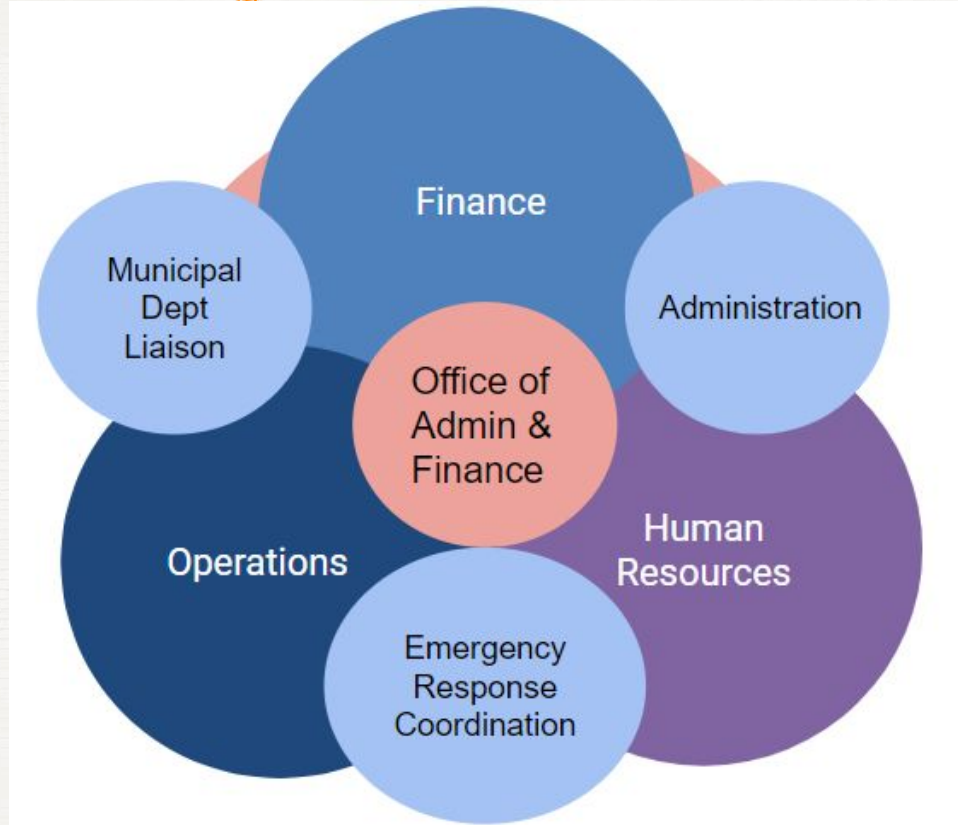 Finance
Municipal
Dept
Liaison
Administration
Office of
Admin &
Finance
Operations
Human
Resources
Emergency
Response
Coordination